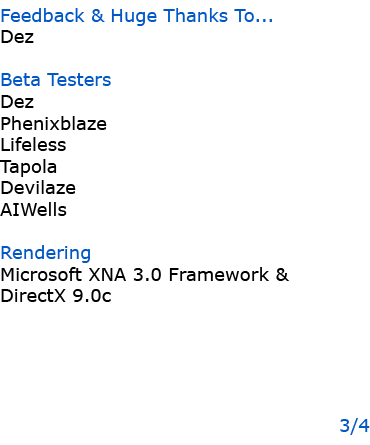 Feedback & Huge Thanks To...
Dez
Beta Testers
Dez
Phenixblaze
Lifeless
Tapola
Devilaze
AIWells
Rendering
Microsoft XNA 3.0 Framework &
DirectX 9.0c
3/4